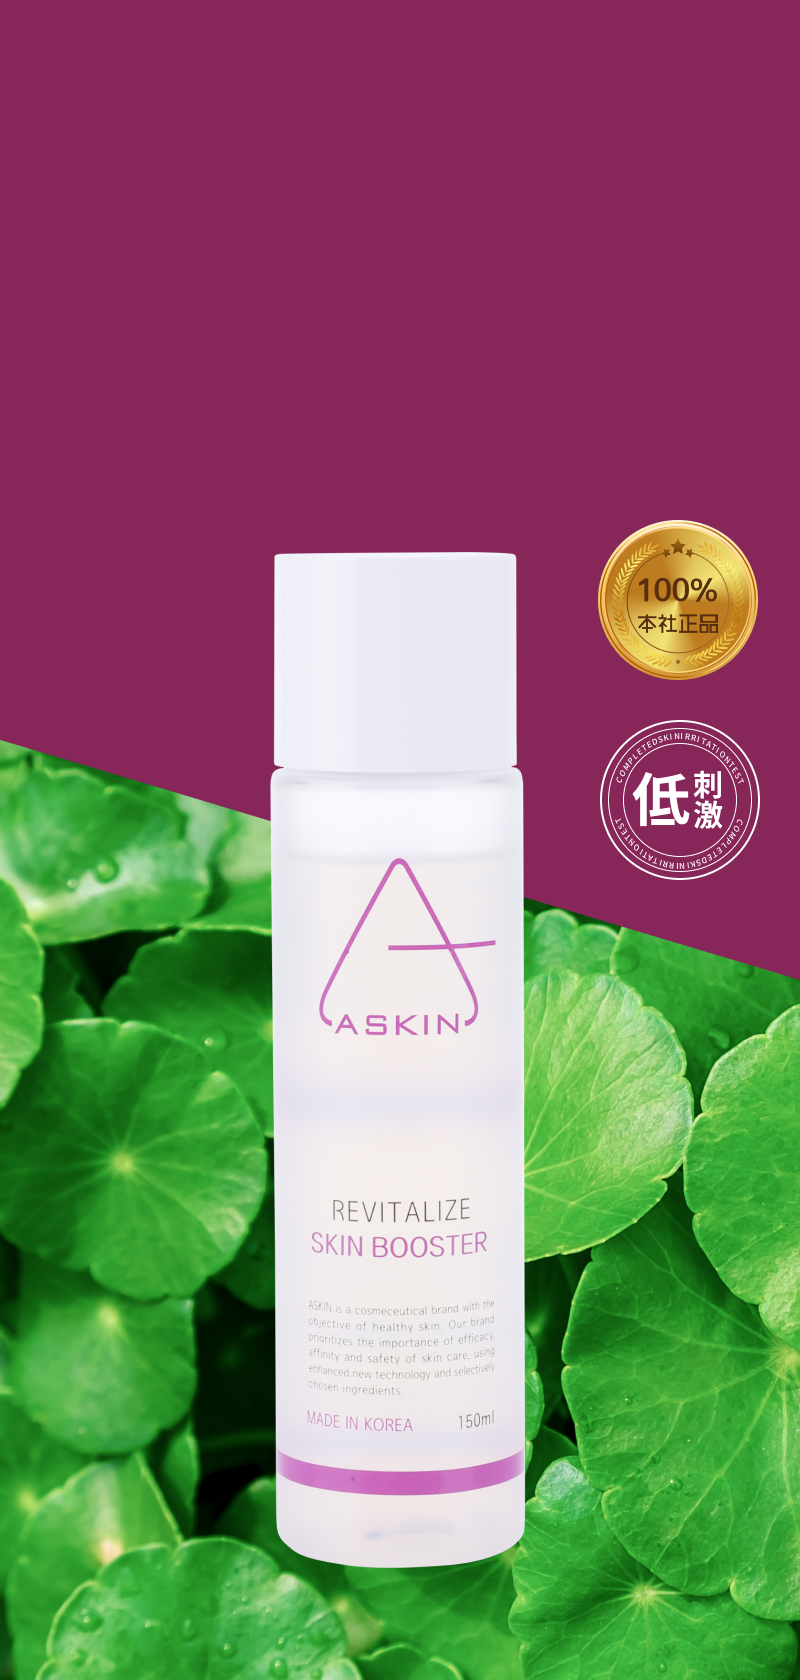 100%
本社正品
COMPLETEDSKINIRRITATIONTEST
低刺激
COMPLETEDSKINIRRITATIONTEST
ASKIN
REVITALIZE
SKIN BOOSTER
ASKIN is a cosmeceutical brand with the
objective of healthy skin. Our brand
prioritizes the importance of efficacy,
affinity and safety of skin care, using
enhanced new technology and selectively
chosen ingredients.
MADE IN KOREA 150ml